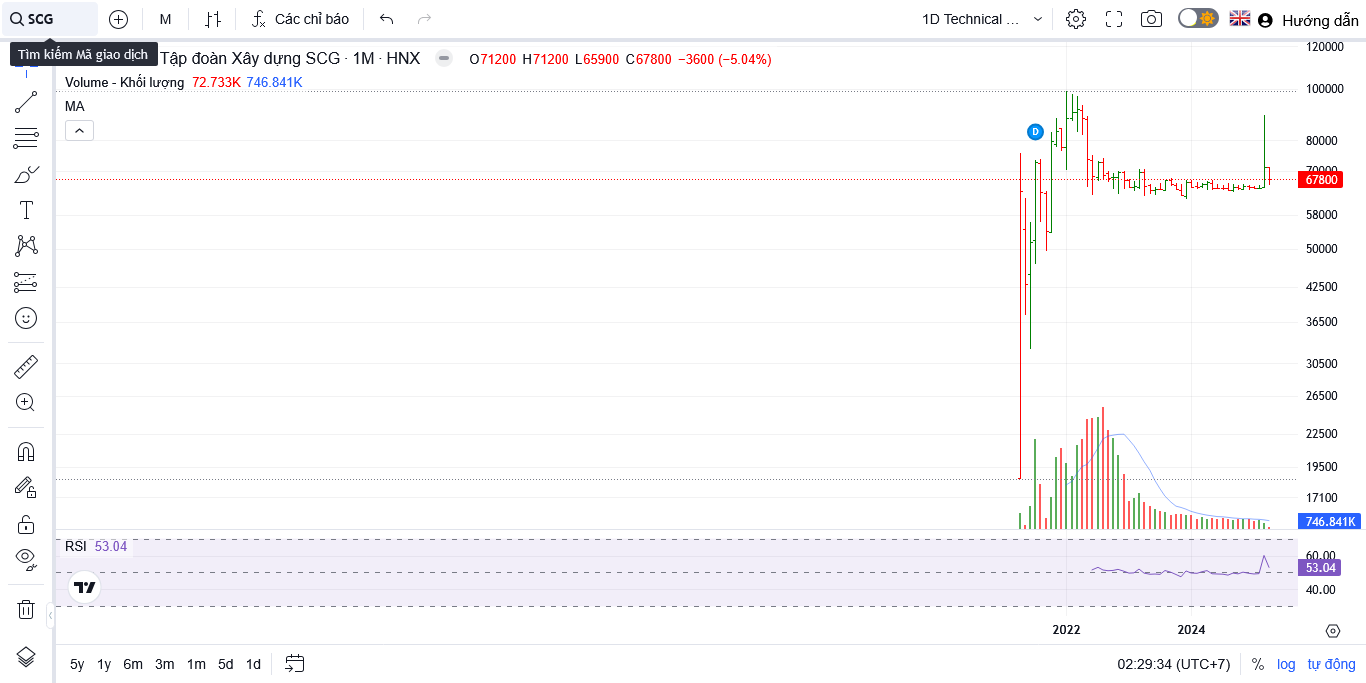 SCG M Các chỉ báo 1D Technical ... Hướng dẫn
Tìm kiếm Mã giao dịch
Tập đoàn Xây dựng SCG · 1M · HNX O71200 H71200 L65900 C67800 −3600 (−5.04%)
Volume - Khối lượng 72.733K 746.841K
MA
D
120000
100000
80000
70000
67800
58000
50000
42500
36500
30500
26500
22500
19500
17100
746.841K
RSI 53.04
60.00
53.04
40.00
2022 2024
5y 1y 6m 3m 1m 5d 1d 02:29:34 (UTC+7) % log tự động